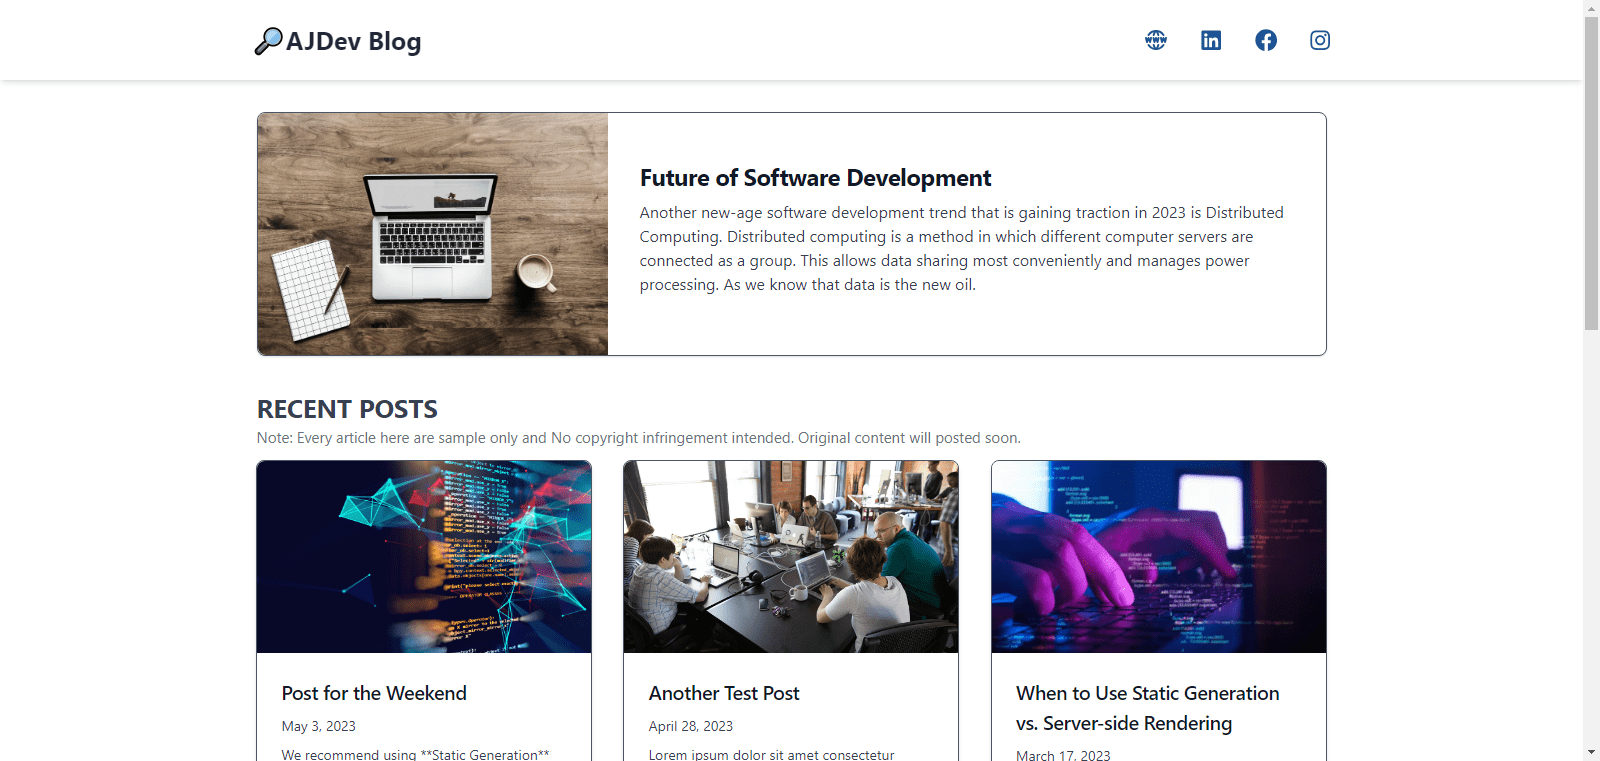 AJDev Blog
Future of Software Development
Another new-age software development trend that is gaining traction in 2023 is Distributed
Computing. Distributed computing is a method in which different computer servers are
connected as a group. This allows data sharing most conveniently and manages power
processing. As we know that data is the new oil.
RECENT POSTS
Note: Every article here are sample only and No copyright infringement intended. Original content will posted soon.
Post for the Weekend
May 3, 2023
We recommend using **Static Generation**
Another Test Post
April 28, 2023
Lorem ipsum dolor sit amet consectetur
When to Use Static Generation
vs. Server-side Rendering
March 17, 2023